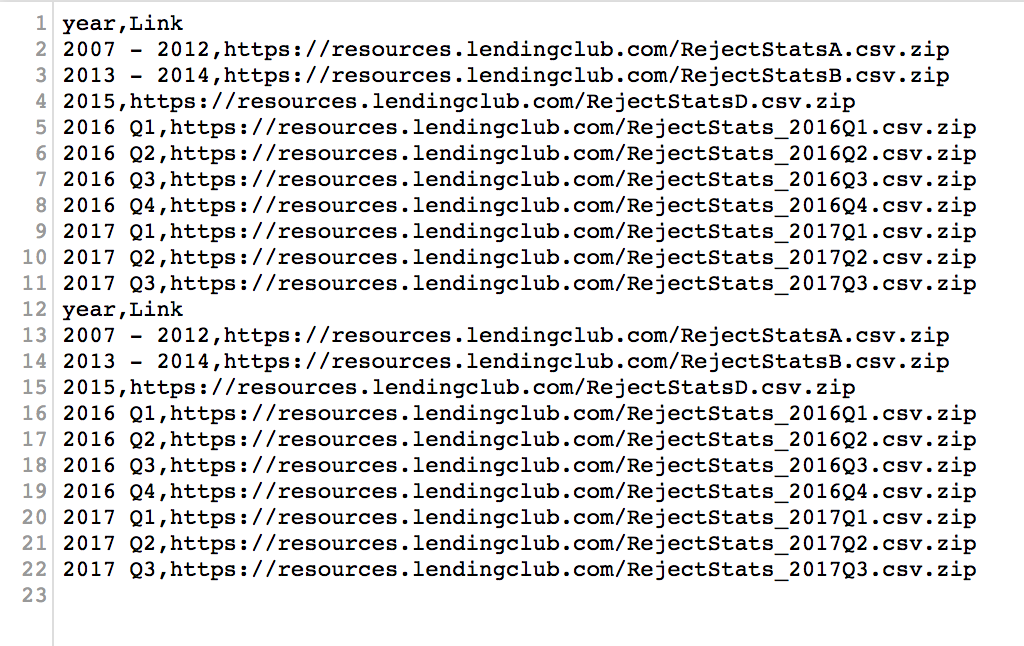 1 year,Link
2 2007 - 2012,https://resources.lendingclub.com/RejectStatsA.csv.zip
3 2013 - 2014,https://resources.lendingclub.com/RejectStatsB.csv.zip
4 2015,https://resources.lendingclub.com/RejectStatsD.csv.zip
5 2016 Q1,https://resources.lendingclub.com/RejectStats_2016Q1.csv.zip
6 2016 Q2,https://resources.lendingclub.com/RejectStats_2016Q2.csv.zip
7 2016 Q3,https://resources.lendingclub.com/RejectStats_2016Q3.csv.zip
8 2016 Q4,https://resources.lendingclub.com/RejectStats_2016Q4.csv.zip
9 2017 Q1,https://resources.lendingclub.com/RejectStats_2017Q1.csv.zip
10 2017 Q2,https://resources.lendingclub.com/RejectStats_2017Q2.csv.zip
11 2017 Q3,https://resources.lendingclub.com/RejectStats_2017Q3.csv.zip
12 year,Link
13 2007 - 2012,https://resources.lendingclub.com/RejectStatsA.csv.zip
14 2013 - 2014,https://resources.lendingclub.com/RejectStatsB.csv.zip
15 2015,https://resources.lendingclub.com/RejectStatsD.csv.zip
16 2016 Q1,https://resources.lendingclub.com/RejectStats_2016Q1.csv.zip
17 2016 Q2,https://resources.lendingclub.com/RejectStats_2016Q2.csv.zip
18 2016 Q3,https://resources.lendingclub.com/RejectStats_2016Q3.csv.zip
19 2016 Q4,https://resources.lendingclub.com/RejectStats_2016Q4.csv.zip
20 2017 Q1,https://resources.lendingclub.com/RejectStats_2017Q1.csv.zip
21 2017 Q2,https://resources.lendingclub.com/RejectStats_2017Q2.csv.zip
22 2017 Q3,https://resources.lendingclub.com/RejectStats_2017Q3.csv.zip
23